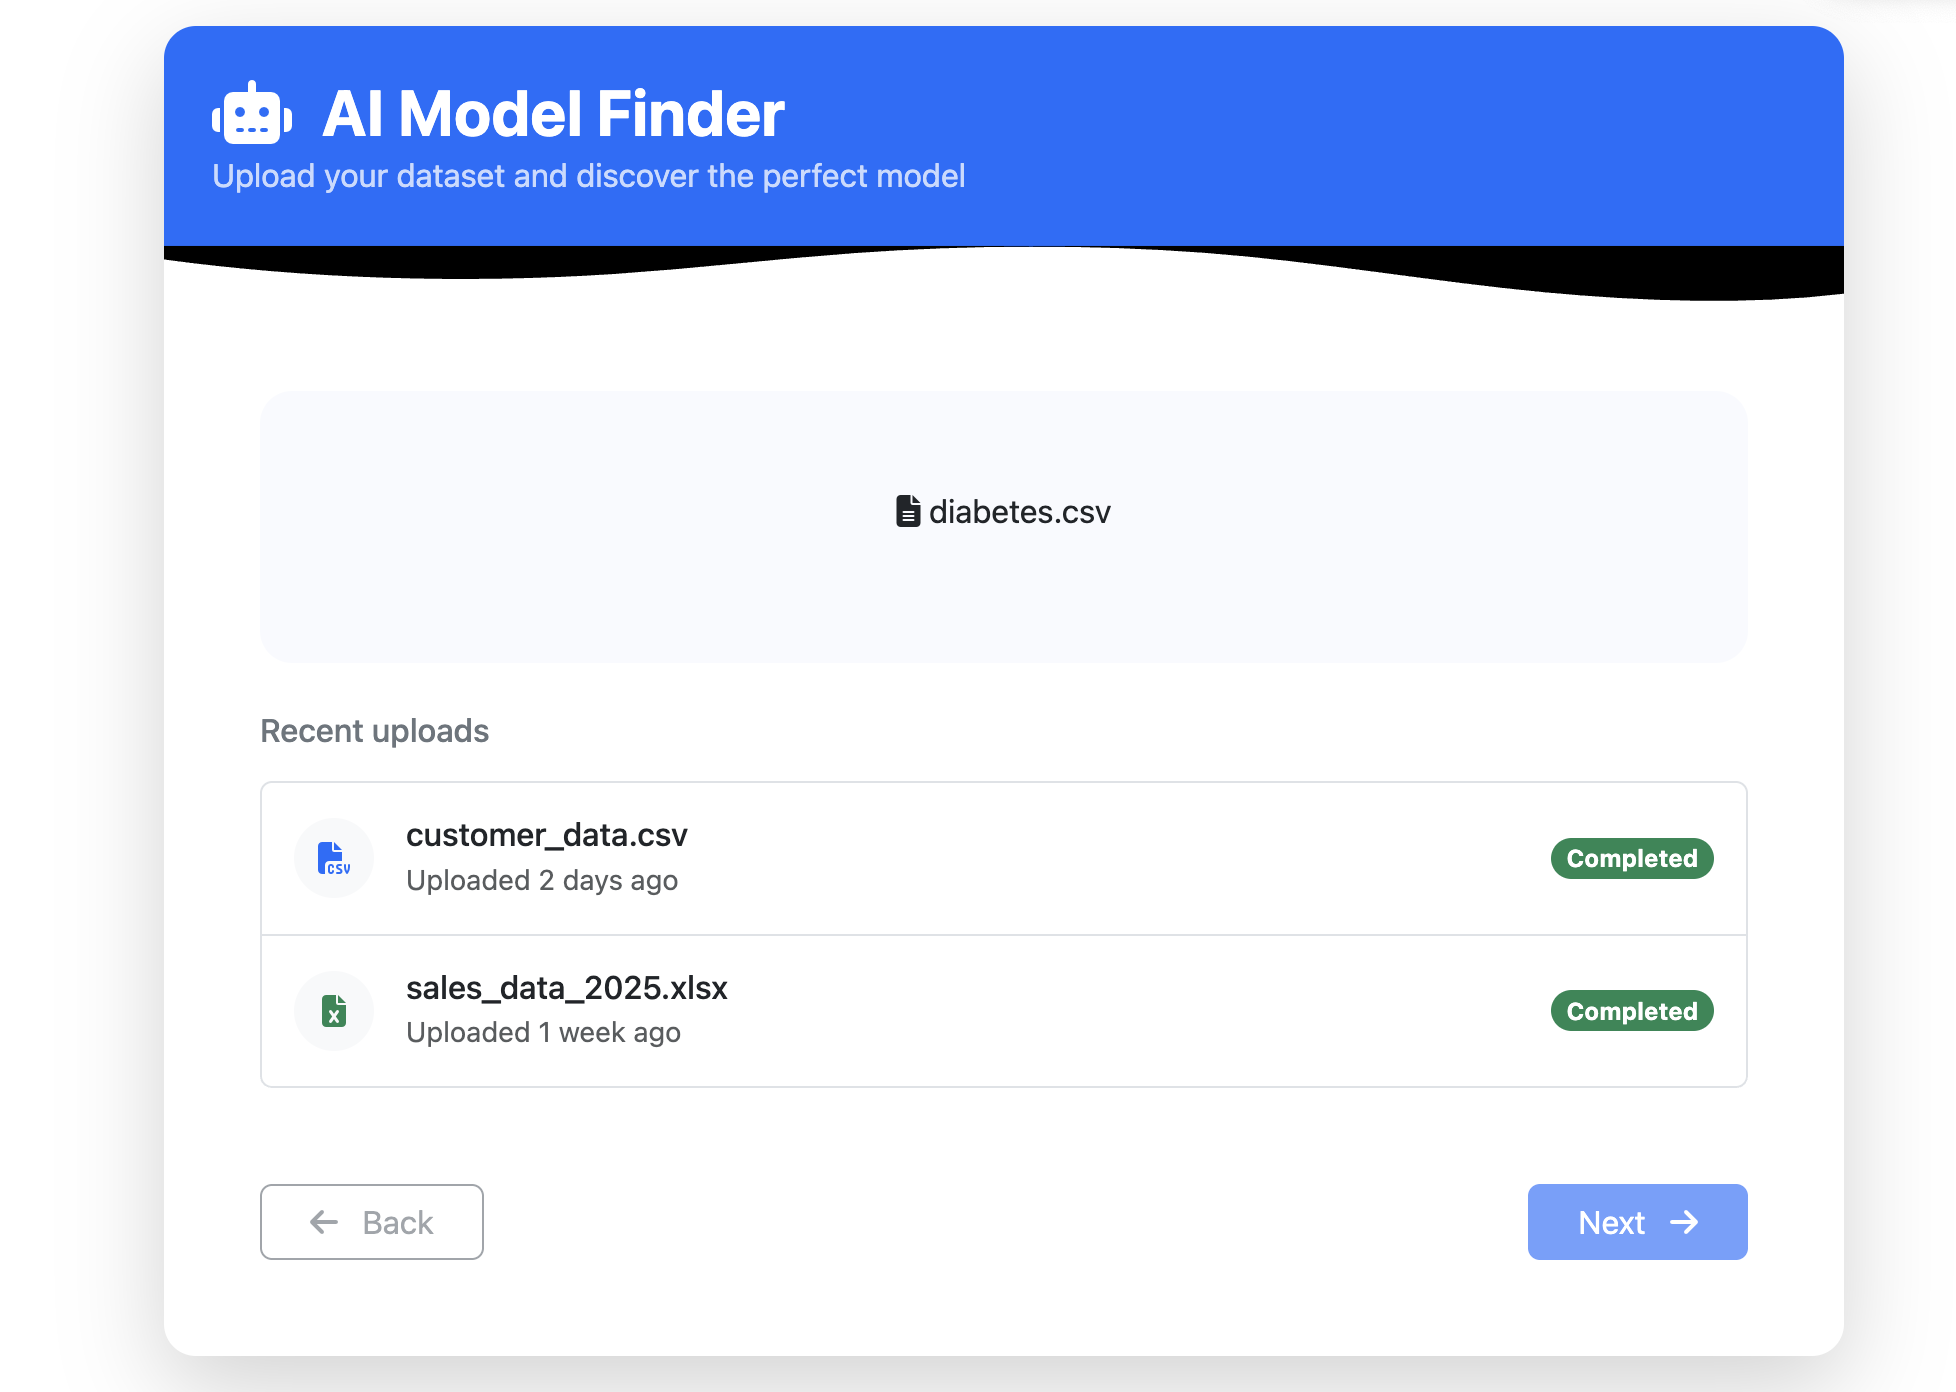 AI Model Finder
Upload your dataset and discover the perfect model
diabetes.csv
Recent uploads
CSV
customer_data.csv
Uploaded 2 days ago
Completed
X
sales_data_2025.xlsx
Uploaded 1 week ago
Completed
Back
Next